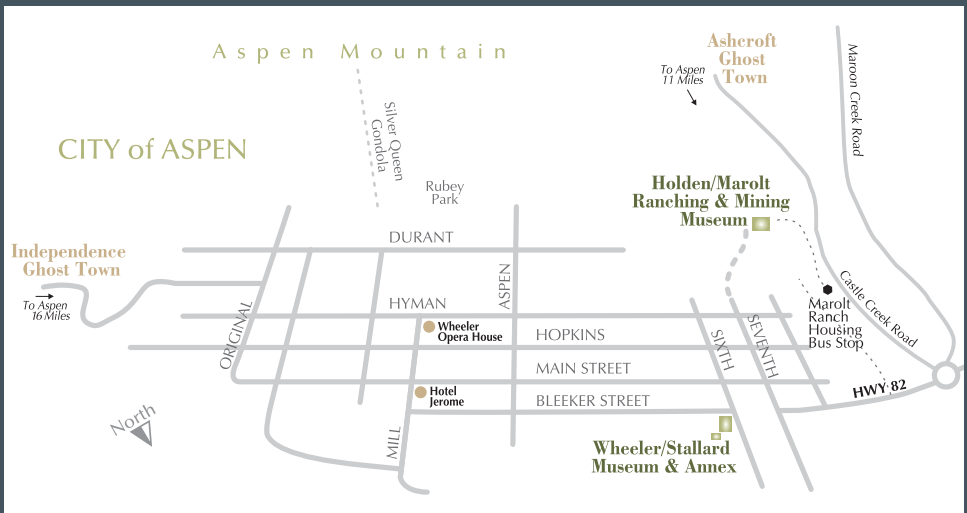 Aspen Mountain
CITY of ASPEN
Silver Queen
Gondola
Rubey
Park
Ashcroft
Ghost
Town
To Aspen
11 Miles
Maroon Creek Road
Holden/Marolt
Ranching & Mining
Museum
Independence
Ghost Town
To Aspen
16 Miles
DURANT
ASPEN
HYMAN
Wheeler
Opera House
HOPKINS
ORIGINAL
MAIN STREET
Hotel
Jerome
BLEEKER STREET
MILL
SIXTH
SEVENTH
Castle Creek Road
Marolt
Ranch
Housing
Bus Stop
HWY 82
North
Wheeler/Stallard
Museum & Annex